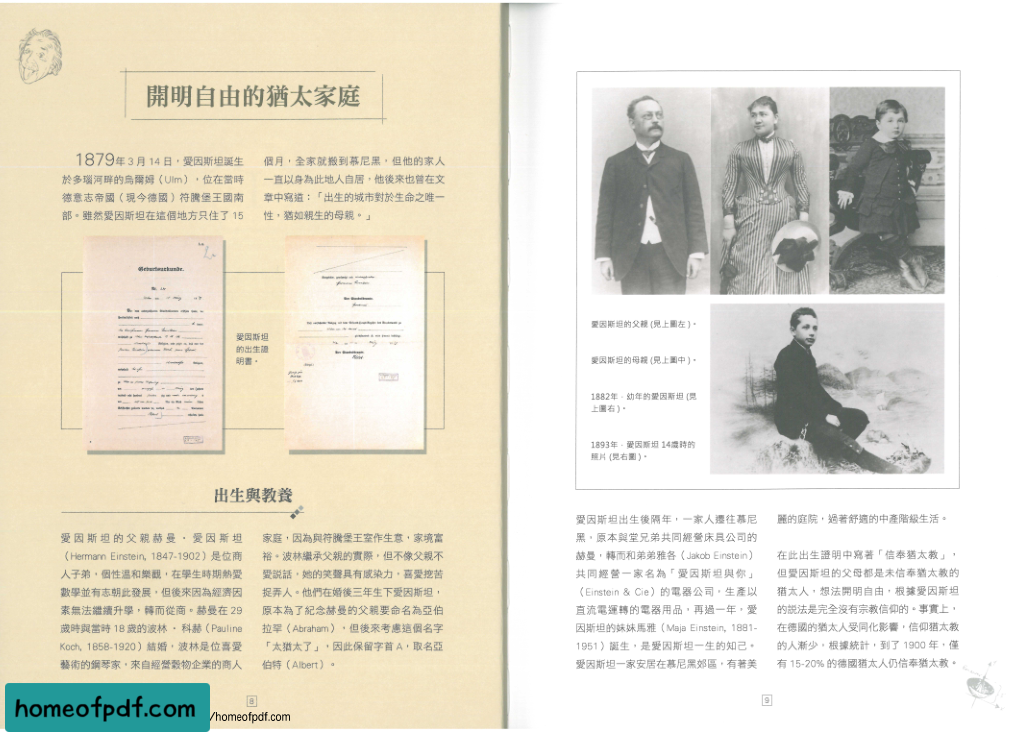 開明自由的猶太家庭
1879年 3 月 14 日，愛因斯坦誕生
於多瑙河畔的烏爾姆（Ulm），位在當時
德意志帝國（現今德國）符騰堡王國南
部。雖然愛因斯坦在這個地方只住了 15
個月，全家就搬到慕尼黑，但他的家人
一直以身為此地人自居，他後來也曾在文
章中寫道：「出生的城市對於生命之唯一
性，猶如親生的母親。」
Geburtsurkunde.
愛因斯坦
的出生證
明書。
出生與教養
愛因斯坦的父親赫曼．愛因斯坦
（Hermann Einstein, 1847-1902）是位商
人子弟，個性溫和樂觀，在學生時期熱愛
數學並有志朝此發展，但後來因為經濟因
素無法繼續升學，轉而從商。赫曼在 29
歲時與當時 18 歲的波林．科赫（Pauline
Koch, 1858-1920）結婚，波林是位喜愛
藝術的鋼琴家，來自經營穀物企業的商人
家庭，因為與符騰堡王室作生意，家境富
裕。波林繼承父親的實際，但不像父親不
愛說話，她的笑聲具有感染力，喜愛挖苦
捉弄人。他們在婚後三年生下愛因斯坦，
原本為了紀念赫曼的父親要命名為亞伯
拉罕（Abraham），但後來考慮這個名字
「太猶太了」，因此保留字首 A，取名亞
伯特（Albert）。
8
homeofpdf.com
/homeofpdf.com
愛因斯坦的父親 (見上圖左)。
愛因斯坦的母親 (見上圖中)。
1882年，幼年的愛因斯坦 (見
上圖右)。
1893年，愛因斯坦 14歲時的
照片 (見右圖)。
愛因斯坦出生後隔年，一家人遷往慕尼
黑，原本與堂兄弟共同經營床具公司的
赫曼，轉而和弟弟雅各（Jakob Einstein）
共同經營一家名為「愛因斯坦與你」
（Einstein & Cie）的電器公司，生產以
直流電運轉的電器用品，再過一年，愛
因斯坦的妹妹馬雅（Maja Einstein, 1881-
1951）誕生，是愛因斯坦一生的知己。
愛因斯坦一家安居在慕尼黑郊區，有著美
麗的庭院，過著舒適的中產階級生活。
在此出生證明中寫著「信奉猶太教」，
但愛因斯坦的父母都是未信奉猶太教的
猶太人，想法開明自由，根據愛因斯坦
的說法是完全沒有宗教信仰的。事實上，
在德國的猶太人受同化影響，信仰猶太教
的人漸少，根據統計，到了 1900 年，僅
有 15-20% 的德國猶太人仍信奉猶太教。
9